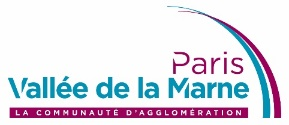 Paris
Vallée de la Marne
LA COMMUNAUTÉ D'AGGLOMÉRATION